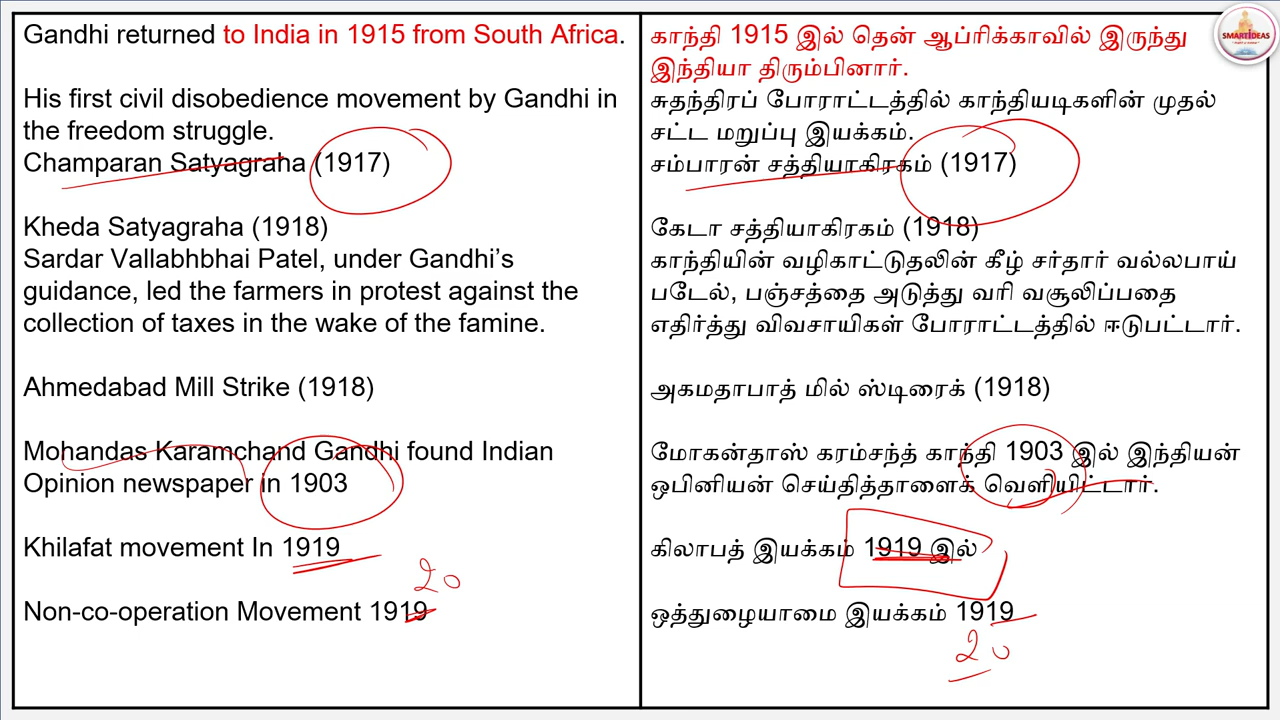 Gandhi returned to India in 1915 from South Africa.
His first civil disobedience movement by Gandhi in
the freedom struggle.
Champaran Satyagraha (1917)
Kheda Satyagraha (1918)
Sardar Vallabhbhai Patel, under Gandhi’s
guidance, led the farmers in protest against the
collection of taxes in the wake of the famine.
Ahmedabad Mill Strike (1918)
Mohandas Karamchand Gandhi found Indian
Opinion newspaper in 1903
Khilafat movement In 1919
20
Non-co-operation Movement 1919
காந்தி 1915 இல் தென் ஆப்ரிக்காவில் இருந்து
இந்தியா திரும்பினார்.
சுதந்திரப் போராட்டத்தில் காந்தியடிகளின் முதல்
சட்ட மறுப்பு இயக்கம்.
சம்பாரன் சத்தியாகிரகம் (1917)
கேடா சத்தியாகிரகம் (1918)
காந்தியின் வழிகாட்டுதலின் கீழ் சர்தார் வல்லபாய்
படேல், பஞ்சத்தை அடுத்து வரி வசூலிப்பதை
எதிர்த்து விவசாயிகள் போராட்டத்தில் ஈடுபட்டார்.
அகமதாபாத் மில் ஸ்டிரைக் (1918)
மோகன்தாஸ் கரம்சந்த் காந்தி 1903 இல் இந்தியன்
ஒபினியன் செய்தித்தாளைக் வெளியிட்டார்.
கிலாபத் இயக்கம் 1919 இல்
ஒத்துழையாமை இயக்கம் 1919
20
SMARTIDEAS